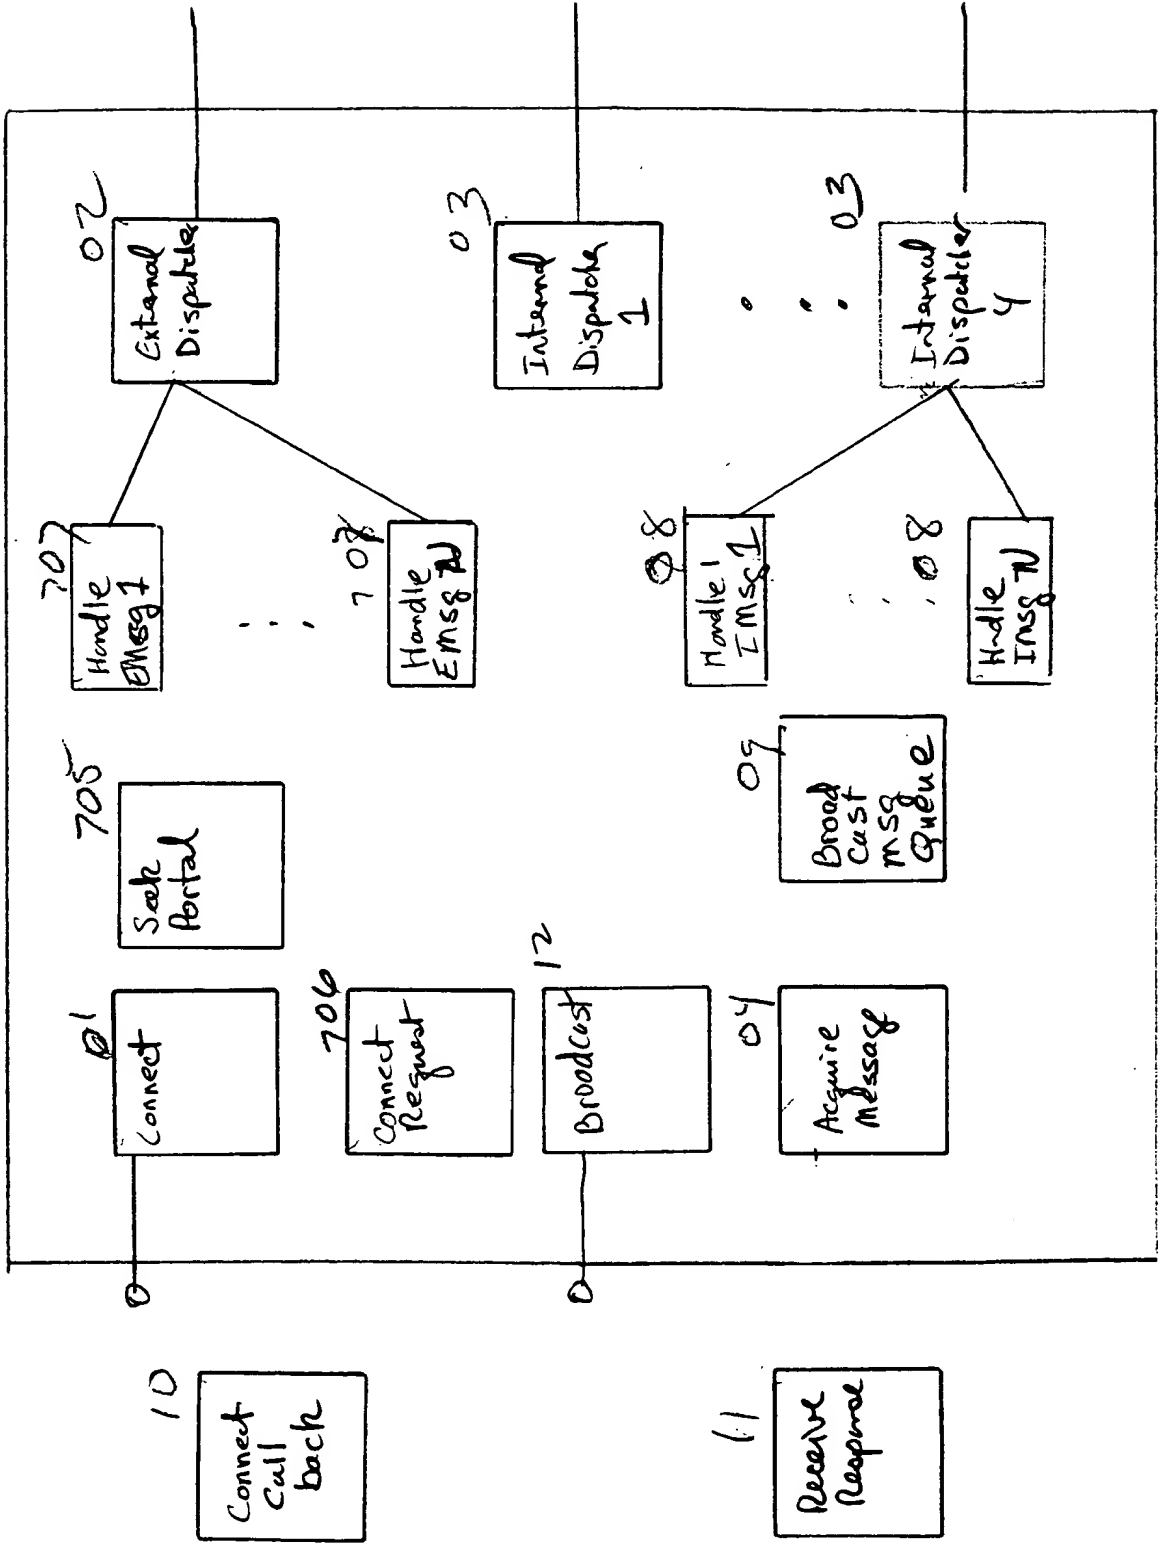 10
Connect
Call
back
01
Connect
705
Seek
Portal
707
Handle
EMsg 1
02
External
Dispatcher
706
Connect
Request
707
Handle
EMsg N
12
Broadcast
03
Internal
Dispatcher
1
08
Handle
IMsg 1
11
Receive
Response
04
Acquire
Message
09
Broad
cast
msg
Queue
03
Internal
Dispatcher
4
08
Handle
Imsg N